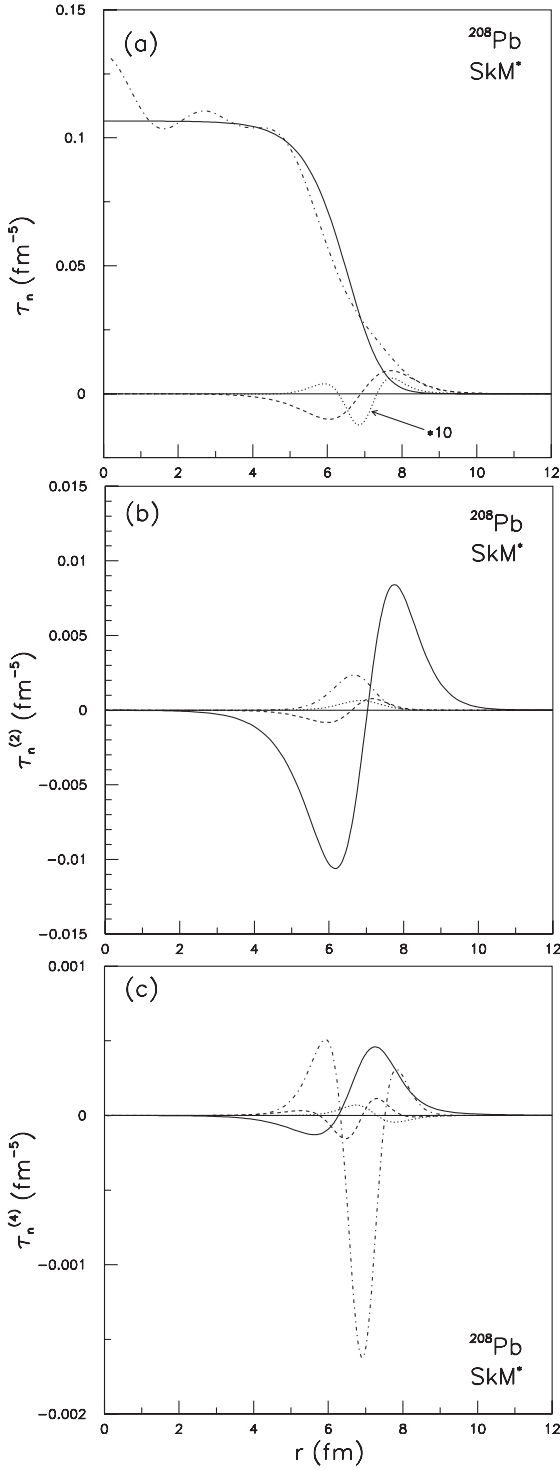 (a)
²⁰⁸Pb
SkM*
τₙ (fm⁻⁵)
0.15
0.1
0.05
0
*10
0 2 4 6 8 10 12
(b)
²⁰⁸Pb
SkM*
τₙ⁽²⁾ (fm⁻⁵)
0.015
0.01
0.005
0
−0.005
−0.01
−0.015
0 2 4 6 8 10 12
(c)
τₙ⁽⁴⁾ (fm⁻⁵)
0.001
0
−0.001
−0.002
²⁰⁸Pb
SkM*
0 2 4 6 8 10 12
r (fm)